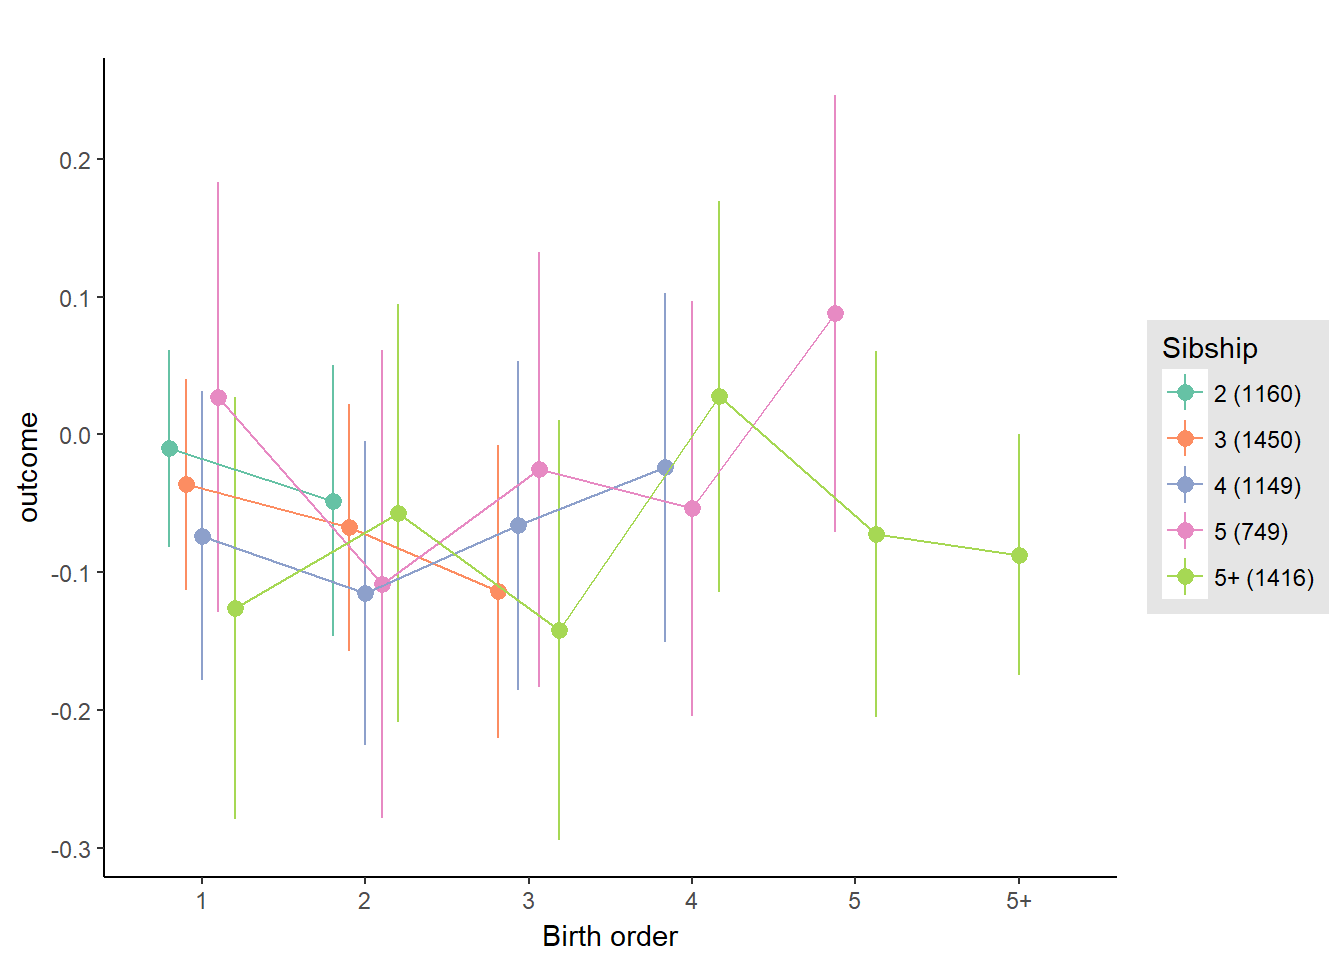 0.2
0.1
0.0
-0.1
-0.2
-0.3
outcome
1 2 3 4 5 5+
Birth order
Sibship
2 (1160)
3 (1450)
4 (1149)
5 (749)
5+ (1416)